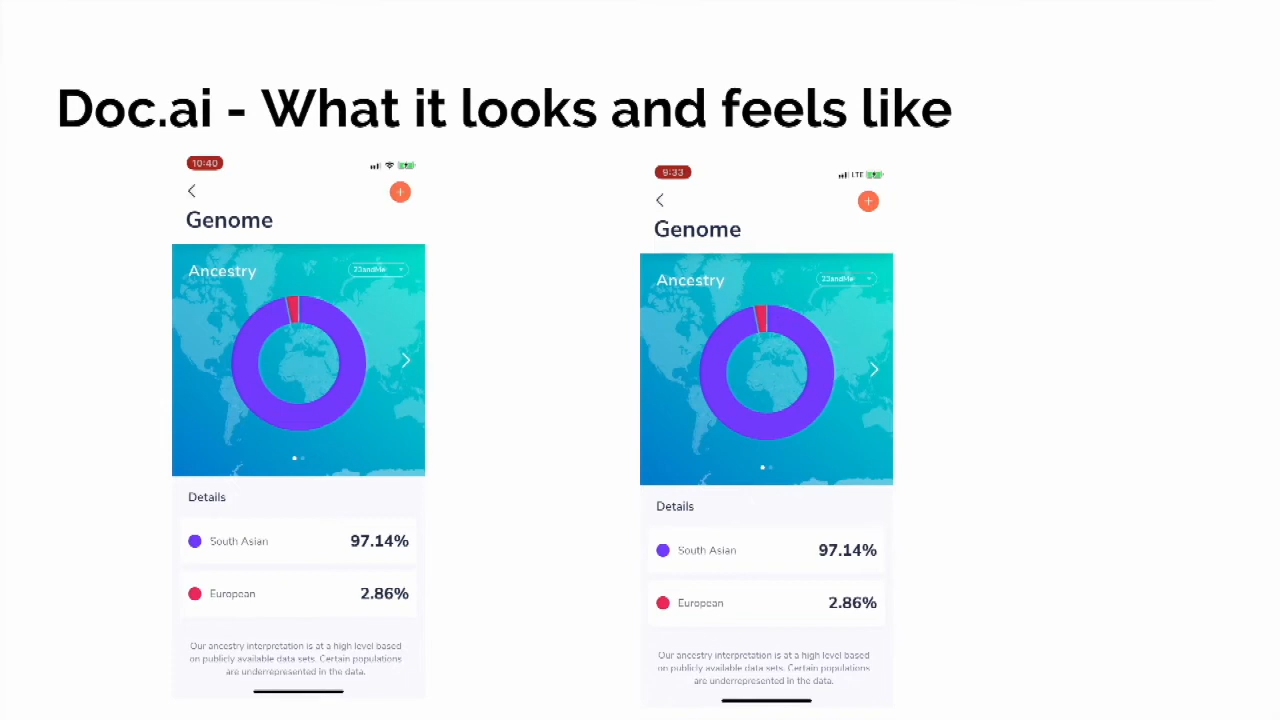 Doc.ai - What it looks and feels like
10:40
Genome
Ancestry
23andMe
Details
South Asian 97.14%
European 2.86%
Our ancestry interpretation is at a high level based
on publicly available data sets. Certain populations
are underrepresented in the data.
9:33
LTE
Genome
Ancestry
23andMe
Details
South Asian 97.14%
European 2.86%
Our ancestry interpretation is at a high level based
on publicly available data sets. Certain populations
are underrepresented in the data.